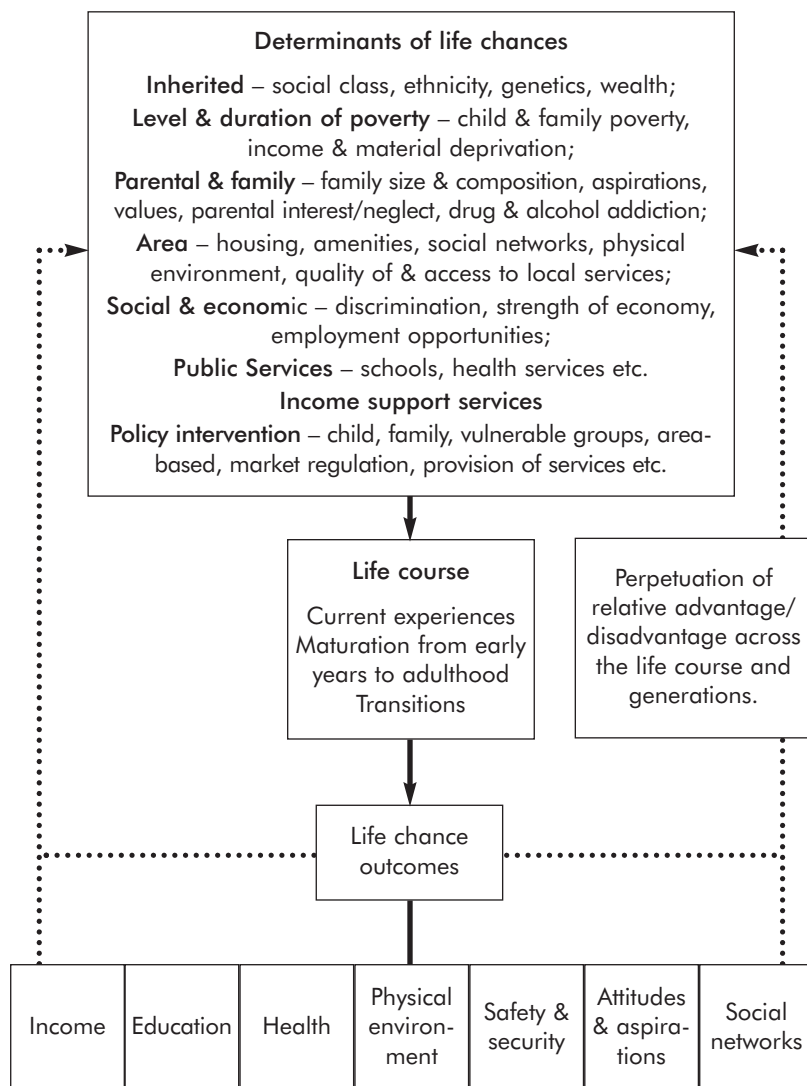 Determinants of life chances
Inherited – social class, ethnicity, genetics, wealth;
Level & duration of poverty – child & family poverty,
income & material deprivation;
Parental & family – family size & composition, aspirations,
values, parental interest/neglect, drug & alcohol addiction;
Area – housing, amenities, social networks, physical
environment, quality of & access to local services;
Social & economic – discrimination, strength of economy,
employment opportunities;
Public Services – schools, health services etc.
Income support services
Policy intervention – child, family, vulnerable groups, area-
based, market regulation, provision of services etc.
Life course
Current experiences
Maturation from early
years to adulthood
Transitions
Perpetuation of
relative advantage/
disadvantage across
the life course and
generations.
Life chance
outcomes
Income
Education
Health
Physical
environ-
ment
Safety &
security
Attitudes
& aspira-
tions
Social
networks